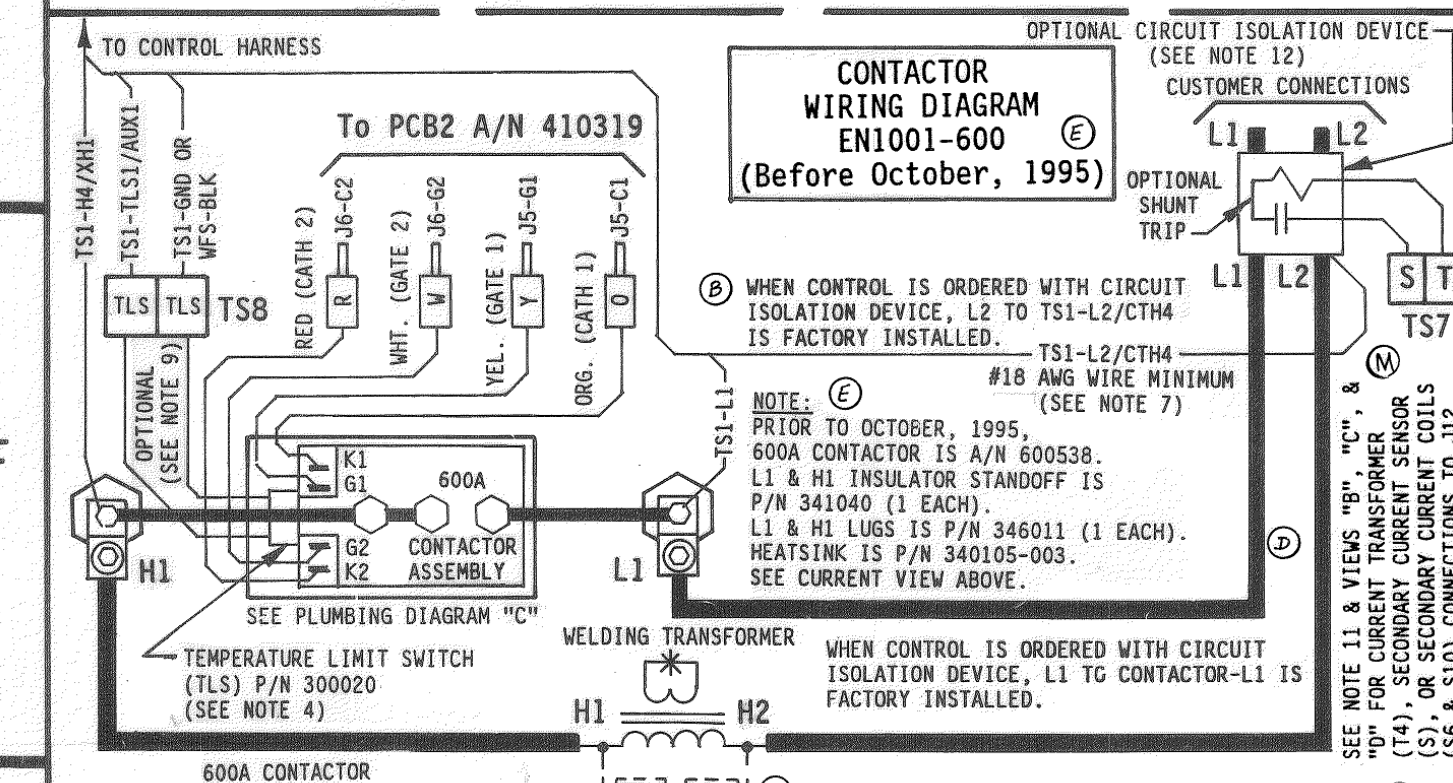 TO CONTROL HARNESS
OPTIONAL CIRCUIT ISOLATION DEVICE
(SEE NOTE 12)
CUSTOMER CONNECTIONS
L1
L2
CONTACTOR
WIRING DIAGRAM
EN1001-600 (E)
(Before October, 1995)
To PCB2 A/N 410319
TS1-H4/XH1
TS1-TLS1/AUX1
TS1-GND OR
WFS-BLK
RED (CATH 2)
J6-C2
R
WHT. (GATE 2)
J6-G2
W
YEL. (GATE 1)
J5-G1
Y
ORG. (CATH 1)
J5-C1
O
OPTIONAL
SHUNT
TRIP
TLS TLS TS8
L1 L2
S T
TS7
(B) WHEN CONTROL IS ORDERED WITH CIRCUIT
ISOLATION DEVICE, L2 TO TS1-L2/CTH4
IS FACTORY INSTALLED.
TS1-L2/CTH4
#18 AWG WIRE MINIMUM
(SEE NOTE 7)
OPTIONAL
(SEE NOTE 9)
TS1-L1
NOTE: (E)
PRIOR TO OCTOBER, 1995,
600A CONTACTOR IS A/N 600538.
L1 & H1 INSULATOR STANDOFF IS
P/N 341040 (1 EACH).
L1 & H1 LUGS IS P/N 346011 (1 EACH).
HEATSINK IS P/N 340105-003.
SEE CURRENT VIEW ABOVE.
K1
G1
600A
G2
K2
CONTACTOR
ASSEMBLY
H1
L1
(D)
(M)
SEE NOTE 11 & VIEWS "B", "C", &
"D" FOR CURRENT TRANSFORMER
(T4), SECONDARY CURRENT SENSOR
(S), OR SECONDARY CURRENT COILS
(S6 & S10) CONNECTIONS TO J12
SEE PLUMBING DIAGRAM "C"
TEMPERATURE LIMIT SWITCH
(TLS) P/N 300020
(SEE NOTE 4)
WELDING TRANSFORMER
H1 H2
WHEN CONTROL IS ORDERED WITH CIRCUIT
ISOLATION DEVICE, L1 TO CONTACTOR-L1 IS
FACTORY INSTALLED.
600A CONTACTOR